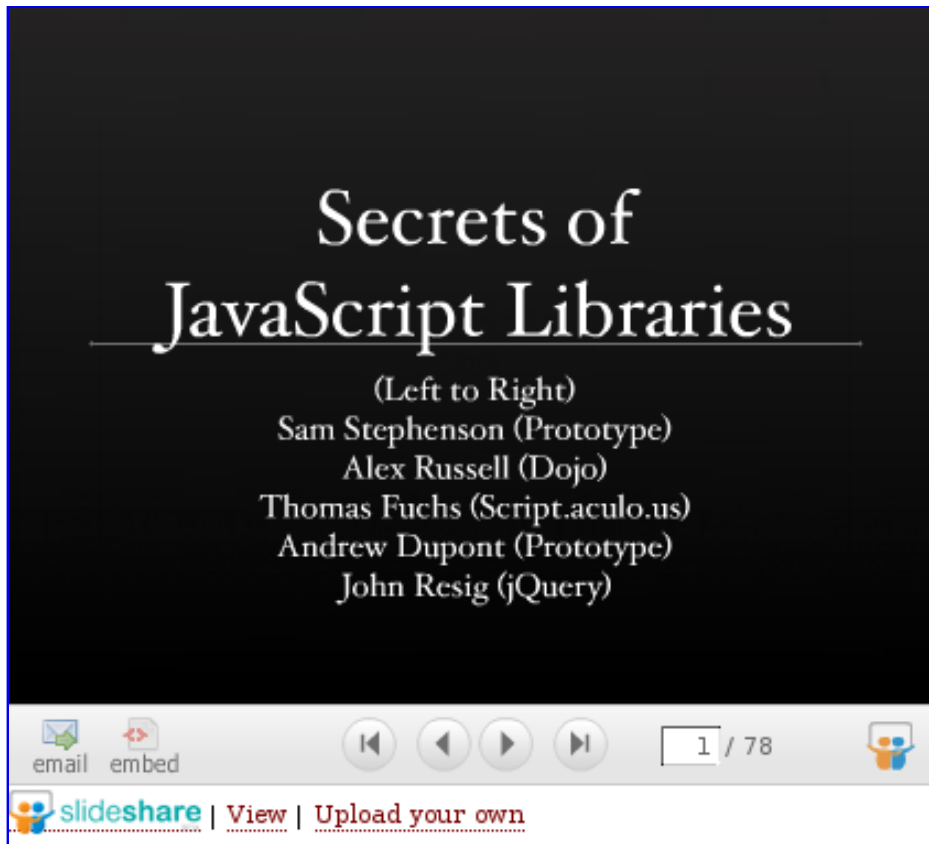 Secrets of
JavaScript Libraries
(Left to Right)
Sam Stephenson (Prototype)
Alex Russell (Dojo)
Thomas Fuchs (Script.aculo.us)
Andrew Dupont (Prototype)
John Resig (jQuery)
email embed 1 / 78
slideshare | View | Upload your own